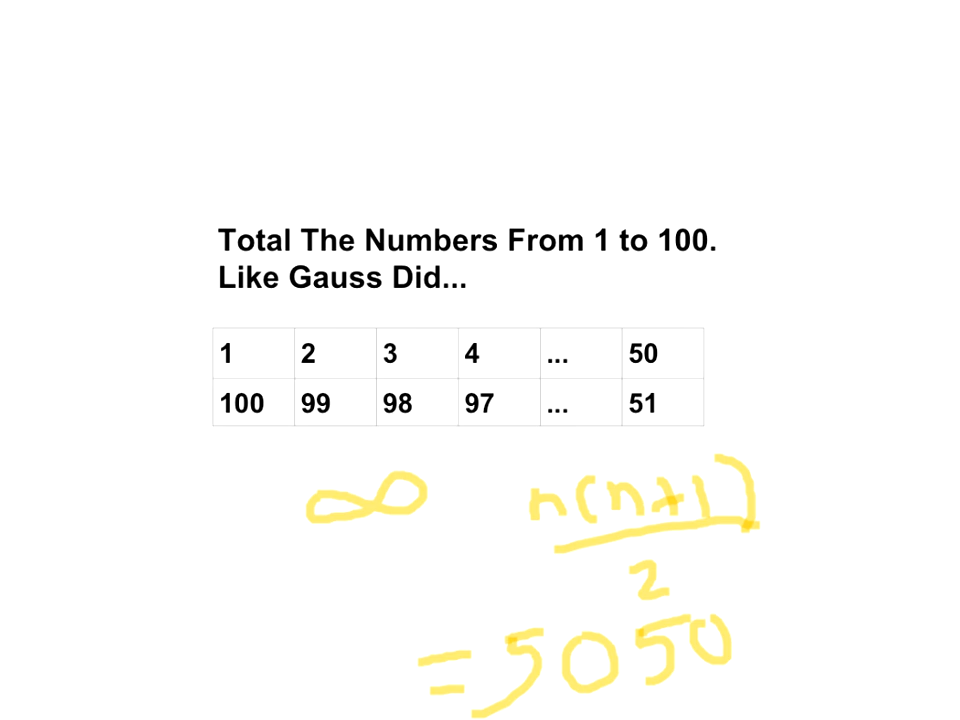 Total The Numbers From 1 to 100.
Like Gauss Did...
1 2 3 4 ... 50
100 99 98 97 ... 51
∞ n(n+1)
2
= 5050